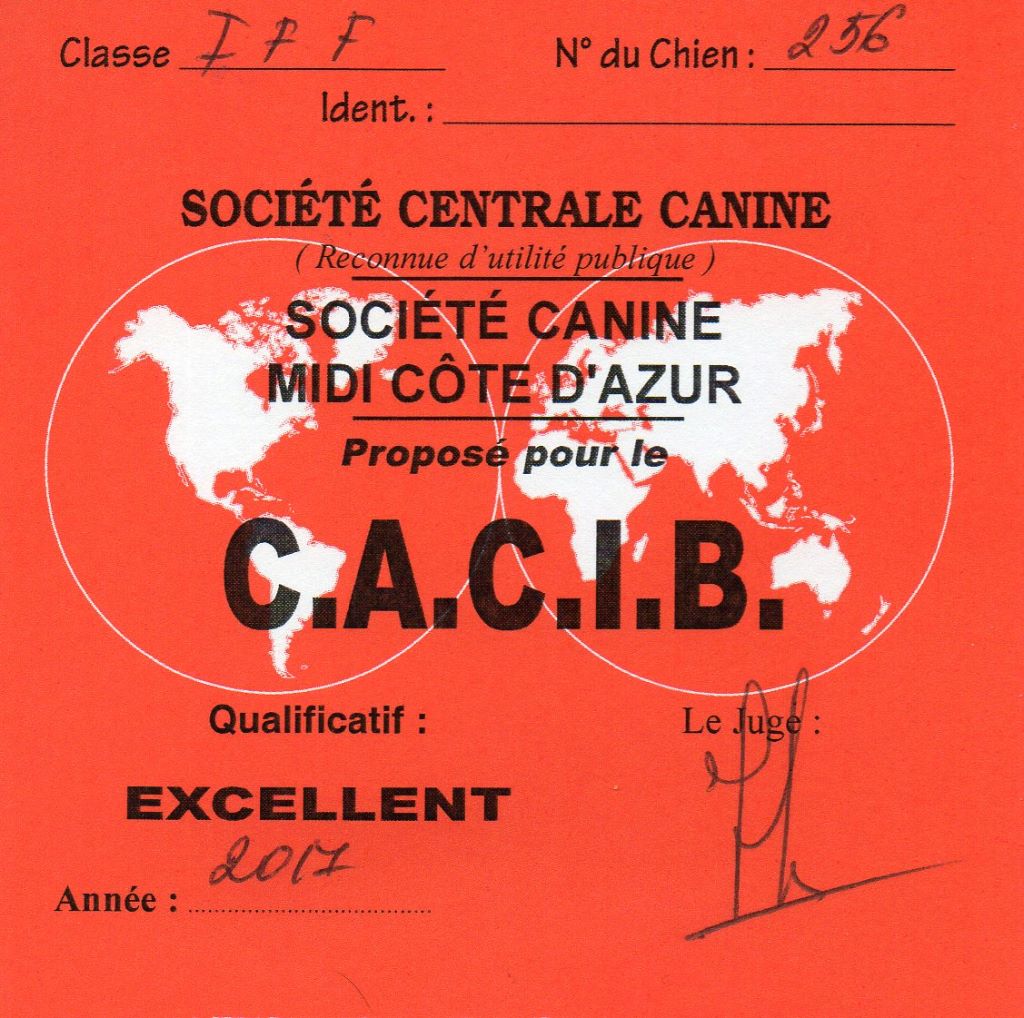 Classe I F F N° du Chien : 256
Ident. :
SOCIÉTÉ CENTRALE CANINE
( Reconnue d'utilité publique )
SOCIÉTÉ CANINE
MIDI CÔTE D'AZUR
Proposé pour le
C.A.C.I.B.
Qualificatif : Le Juge :
EXCELLENT
Année : 2017